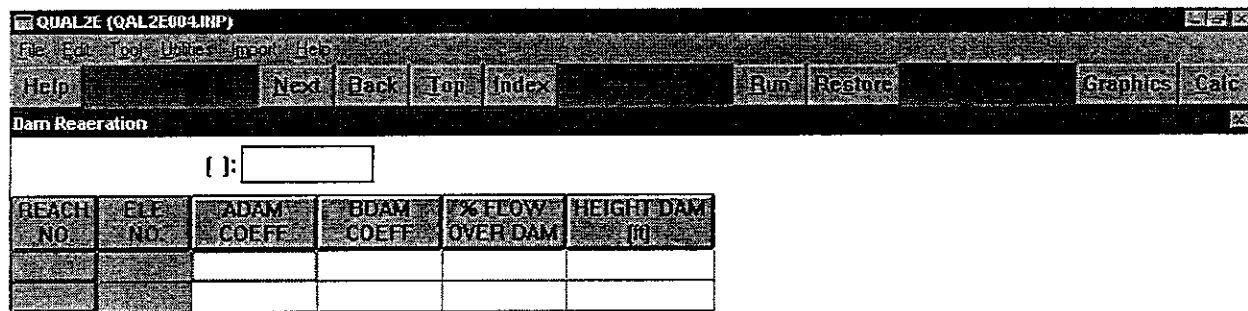 QUAL2E (QAL2E004.INP)
File Edit Tool Utilities Import Help
Help Next Back Top Index Run Restore Graphics Calc
Dam Reaeration
[ ]:
REACH NO. ELE. NO. ADAM COEFF BDAM COEFF % FLOW OVER DAM HEIGHT DAM [ft]